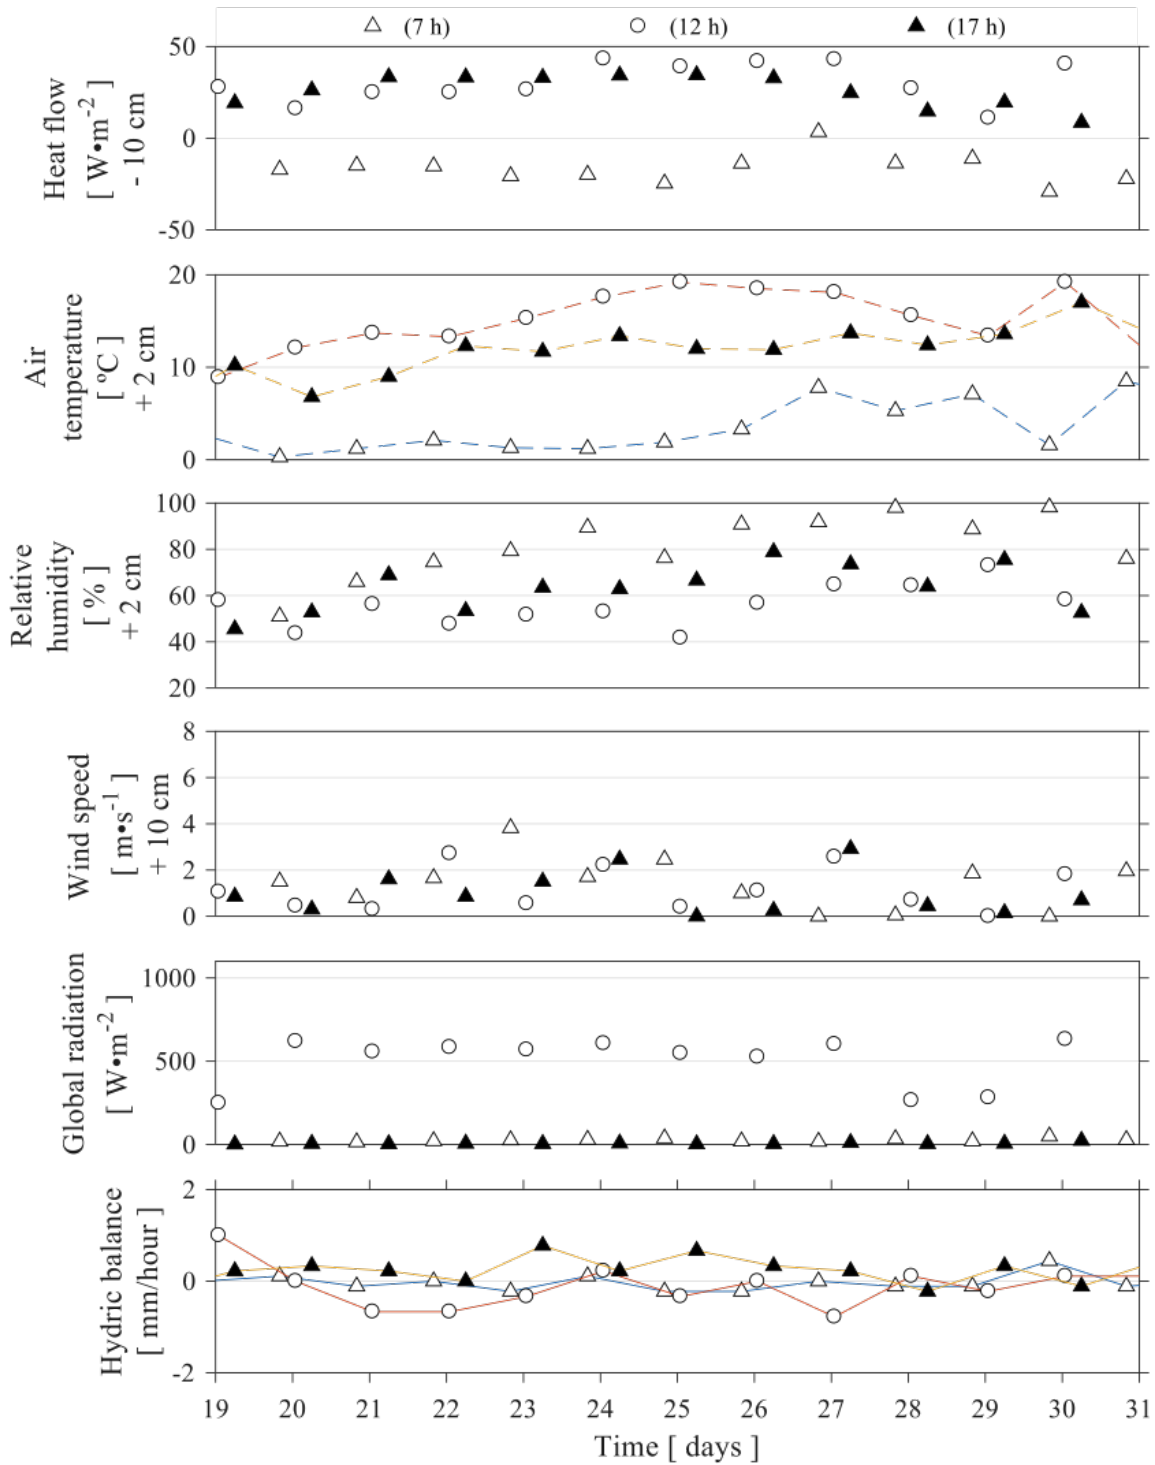 (7 h) (12 h) (17 h)
Heat flow
[ W•m-2 ]
- 10 cm
50
0
-50
Air
temperature
[ ºC ]
+ 2 cm
20
10
0
Relative
humidity
[ % ]
+ 2 cm
100
80
60
40
20
Wind speed
[ m•s-1 ]
+ 10 cm
8
6
4
2
0
Global radiation
[ W•m-2 ]
1000
500
0
Hydric balance
[ mm/hour ]
2
0
-2
19 20 21 22 23 24 25 26 27 28 29 30 31
Time [ days ]